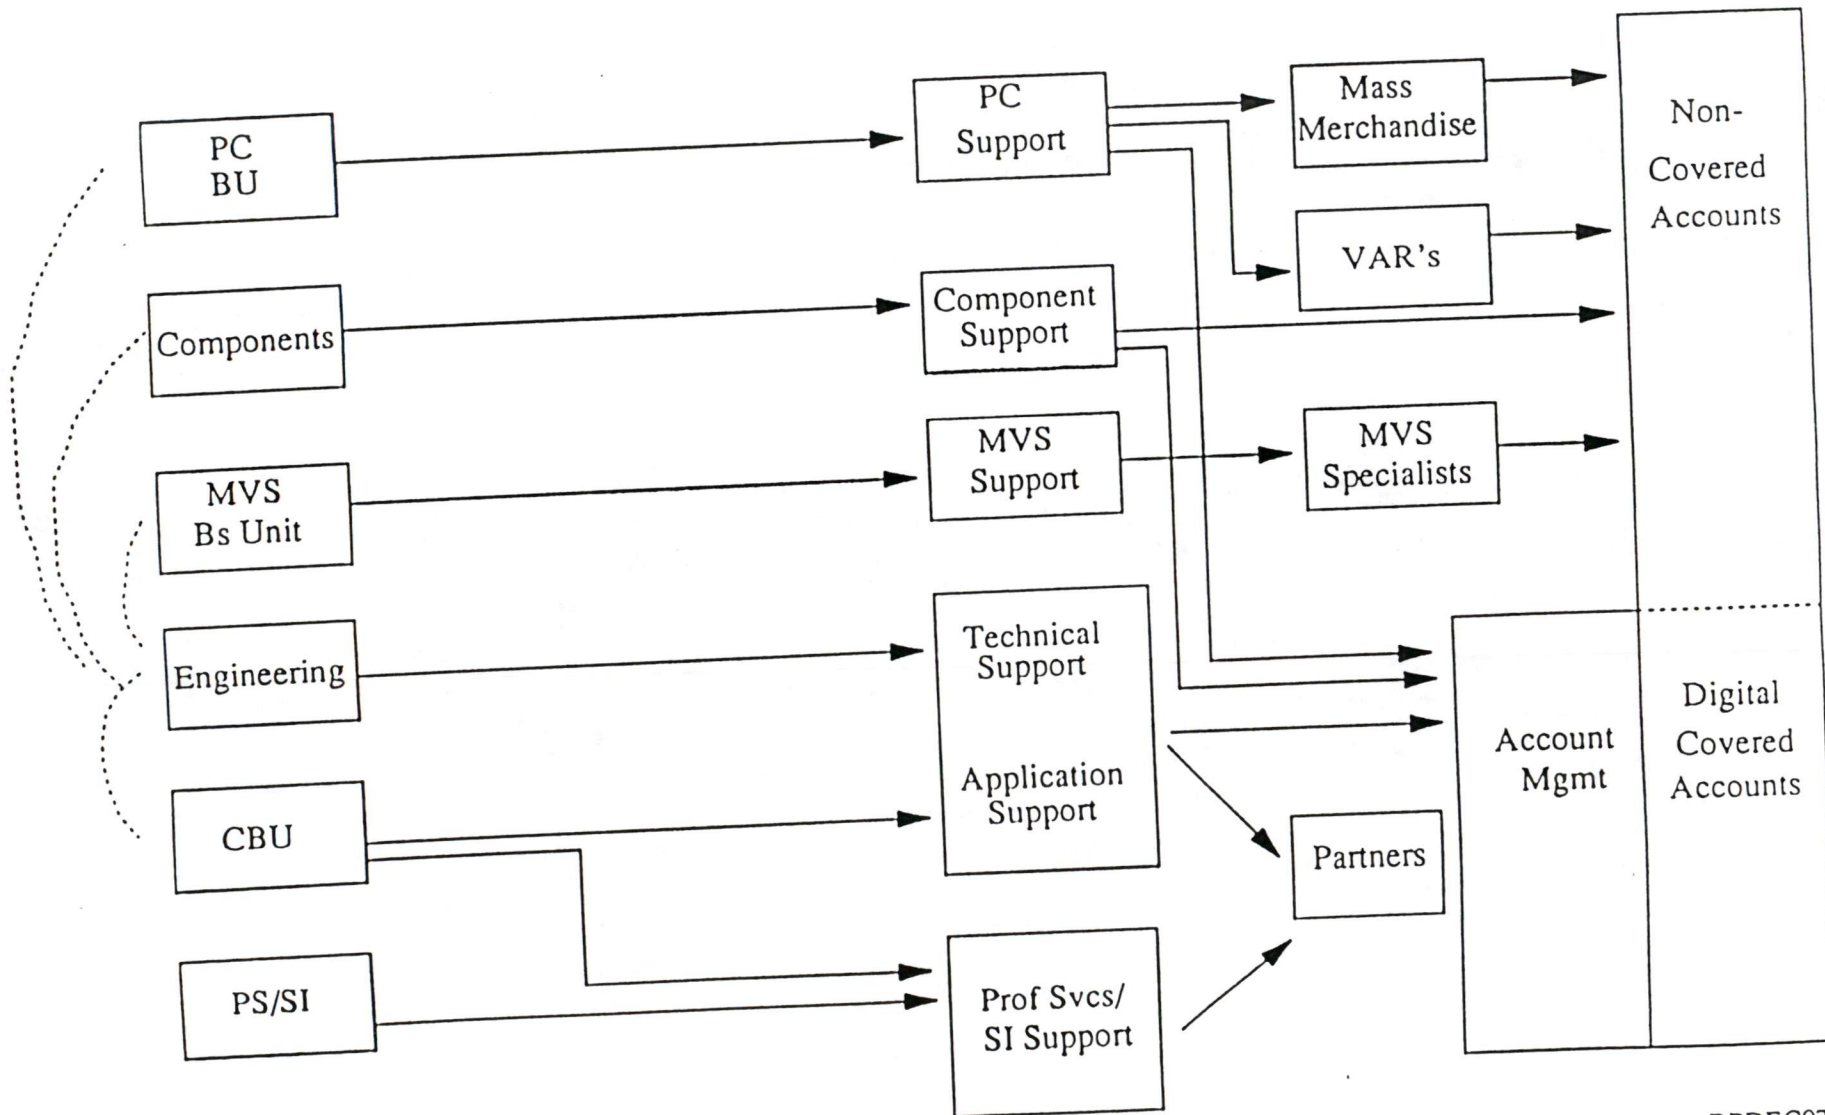 PC
BU
Components
MVS
Bs Unit
Engineering
CBU
PS/SI
PC
Support
Component
Support
MVS
Support
Technical
Support
Application
Support
Prof Svcs/
SI Support
Mass
Merchandise
VAR's
MVS
Specialists
Partners
Account
Mgmt
Non-
Covered
Accounts
Digital
Covered
Accounts